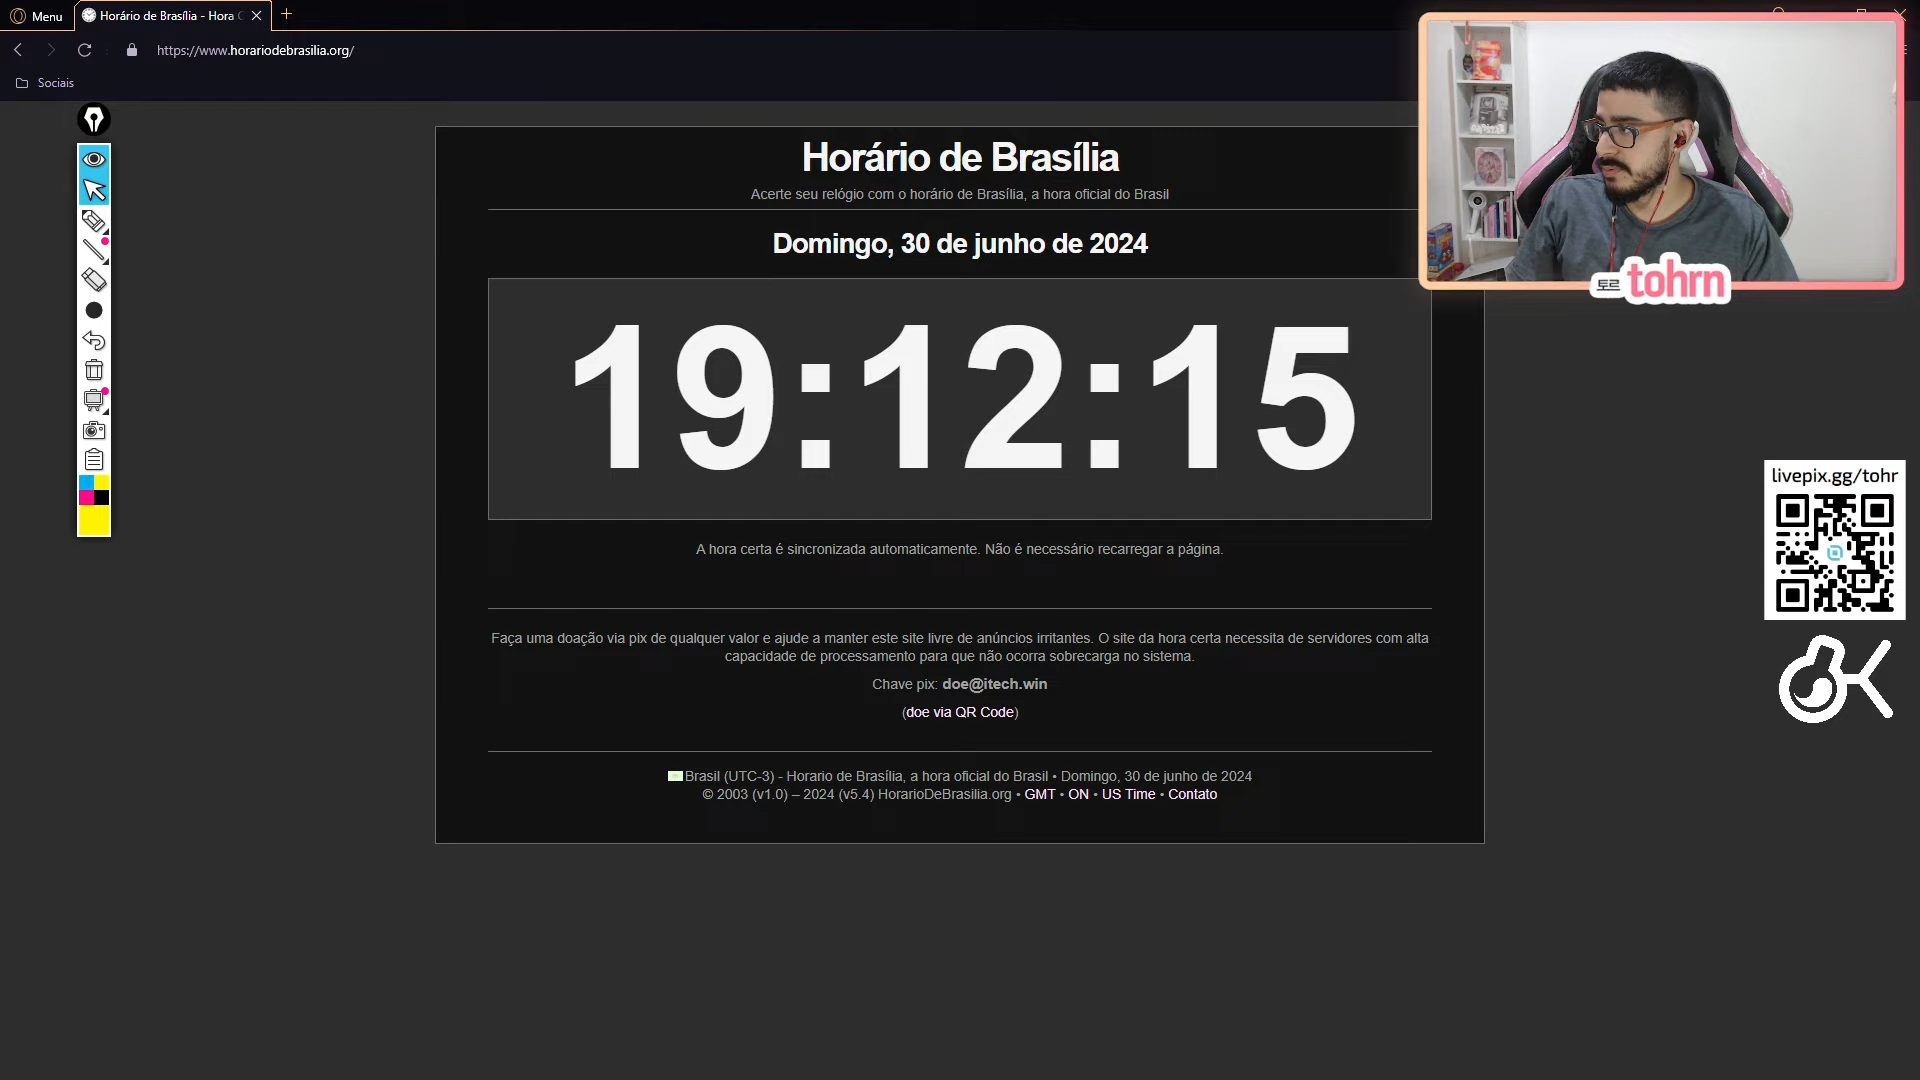 Menu
Horário de Brasília - Hora C
https://www.horariodebrasilia.org/
Sociais
Horário de Brasília
Acerte seu relógio com o horário de Brasília, a hora oficial do Brasil
Domingo, 30 de junho de 2024
토르 tohrn
19:12:15
livepix.gg/tohr
A hora certa é sincronizada automaticamente. Não é necessário recarregar a página.
Faça uma doação via pix de qualquer valor e ajude a manter este site livre de anúncios irritantes. O site da hora certa necessita de servidores com alta
capacidade de processamento para que não ocorra sobrecarga no sistema.
Chave pix: doe@itech.win
(doe via QR Code)
Brasil (UTC-3) - Horario de Brasília, a hora oficial do Brasil • Domingo, 30 de junho de 2024
© 2003 (v1.0) – 2024 (v5.4) HorarioDeBrasilia.org • GMT • ON • US Time • Contato